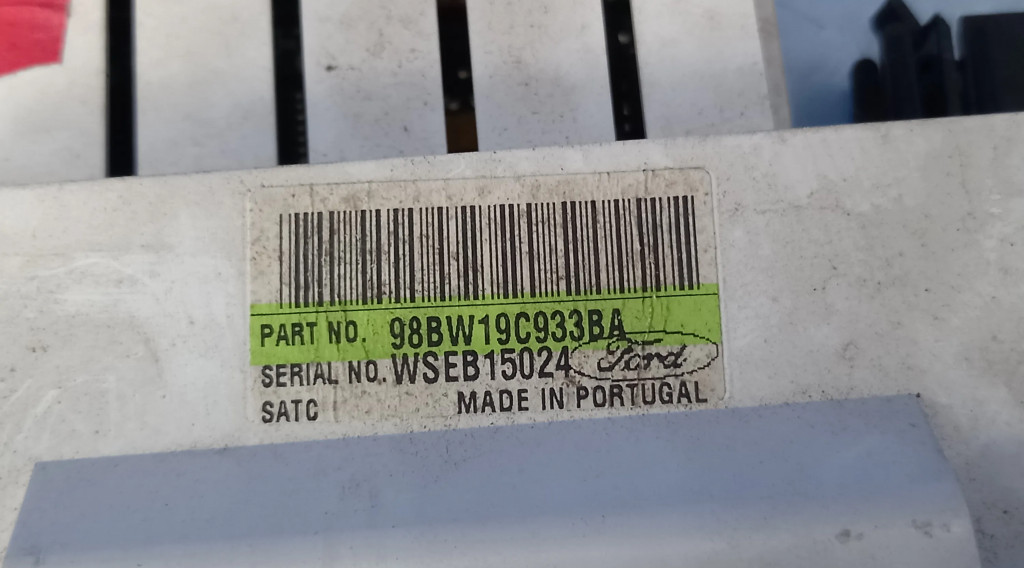 PART NO. 98BW19C933BA
SERIAL NO. WSEB15024 Ford
SATC MADE IN PORTUGAL